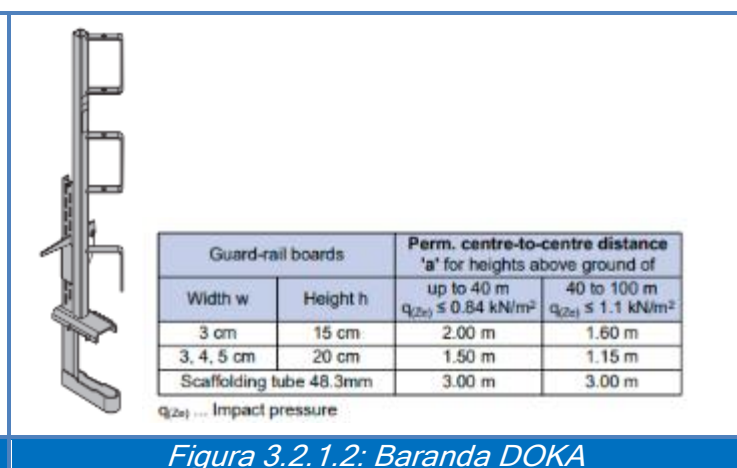 Guard-rail boards
Perm. centre-to-centre distance
'a' for heights above ground of
Width w
Height h
up to 40 m
q(Ze) ≤ 0.84 kN/m²
40 to 100 m
q(Ze) ≤ 1.1 kN/m²
3 cm 15 cm 2.00 m 1.60 m
3, 4, 5 cm 20 cm 1.50 m 1.15 m
Scaffolding tube 48.3mm 3.00 m 3.00 m
q(Ze) ... Impact pressure
Figura 3.2.1.2: Baranda DOKA